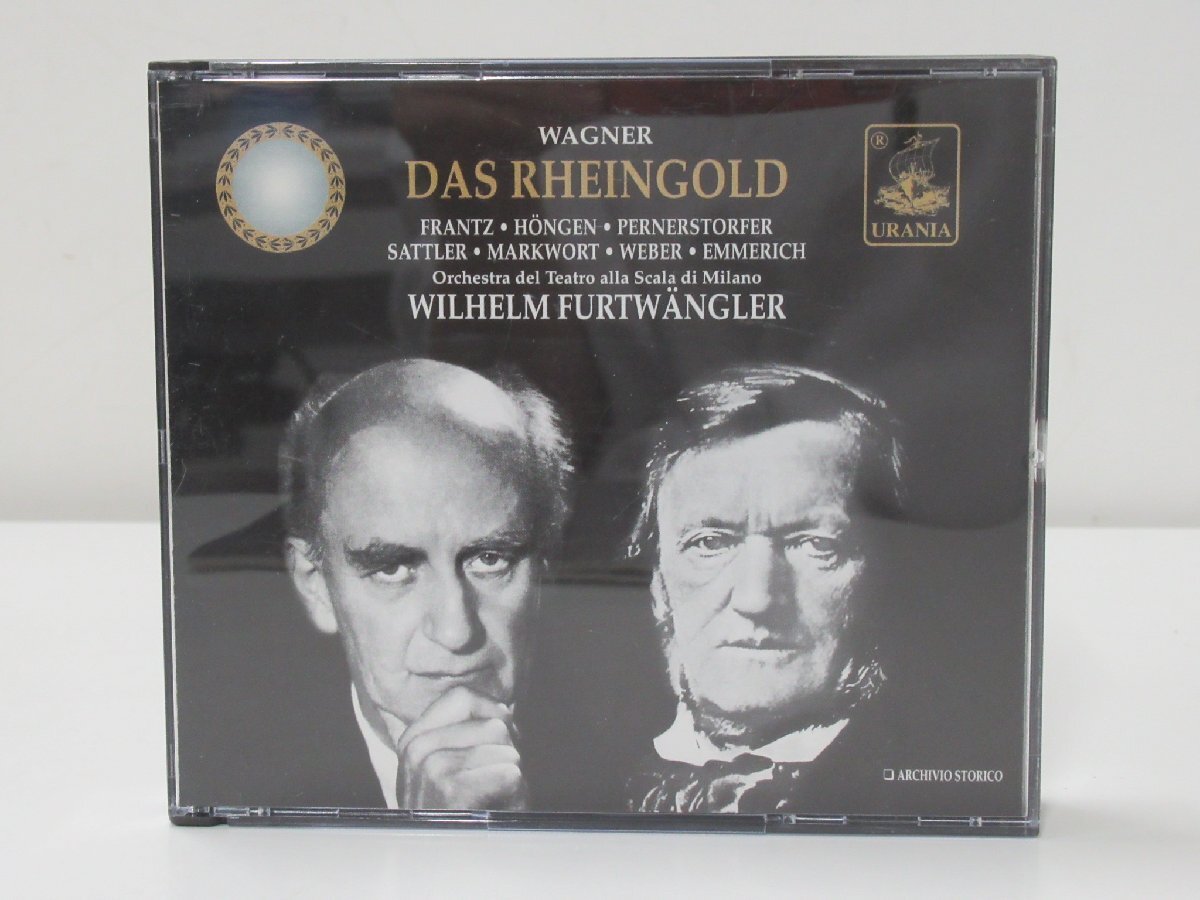 WAGNER
DAS RHEINGOLD
FRANTZ • HÖNGEN • PERNERSTORFER
SATTLER • MARKWORT • WEBER • EMMERICH
Orchestra del Teatro alla Scala di Milano
WILHELM FURTWÄNGLER
®
URANIA
❑ ARCHIVIO STORICO